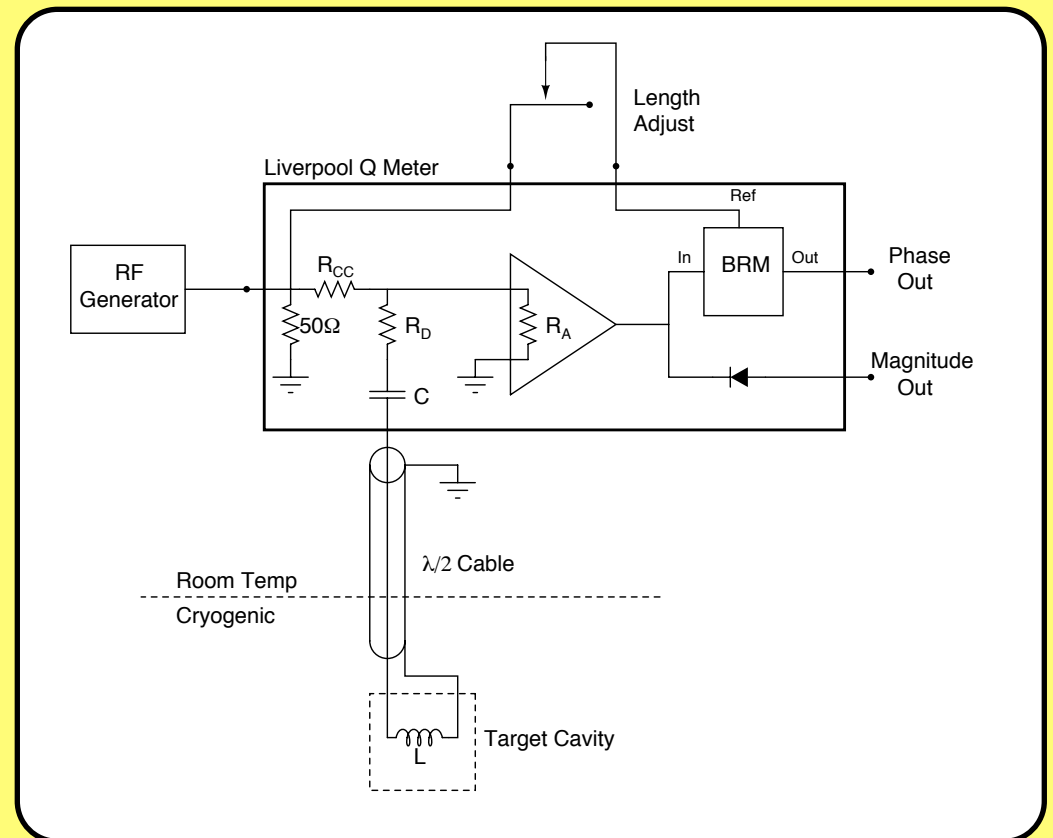 Length
Adjust
Liverpool Q Meter
Ref
RF
Generator
R_CC
In
BRM
Out
Phase
Out
50Ω
R_D
R_A
Magnitude
Out
C
λ/2 Cable
Room Temp
Cryogenic
Target Cavity
L